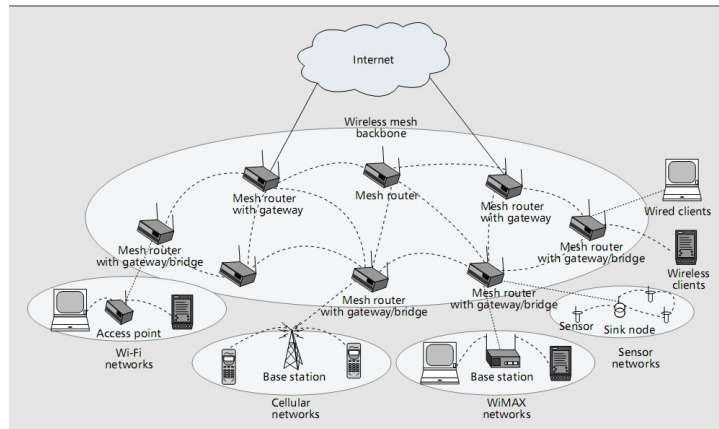 Internet
Wireless mesh
backbone
Mesh router
with gateway
Mesh router
Mesh router
with gateway
Wired clients
Mesh router
with gateway/bridge
Mesh router
with gateway/bridge
Wireless
clients
Mesh router
with gateway/bridge
Mesh router
with gateway/bridge
Access point
Wi-Fi
networks
Base station
Cellular
networks
Base station
WiMAX
networks
Sensor
Sink node
Sensor
networks